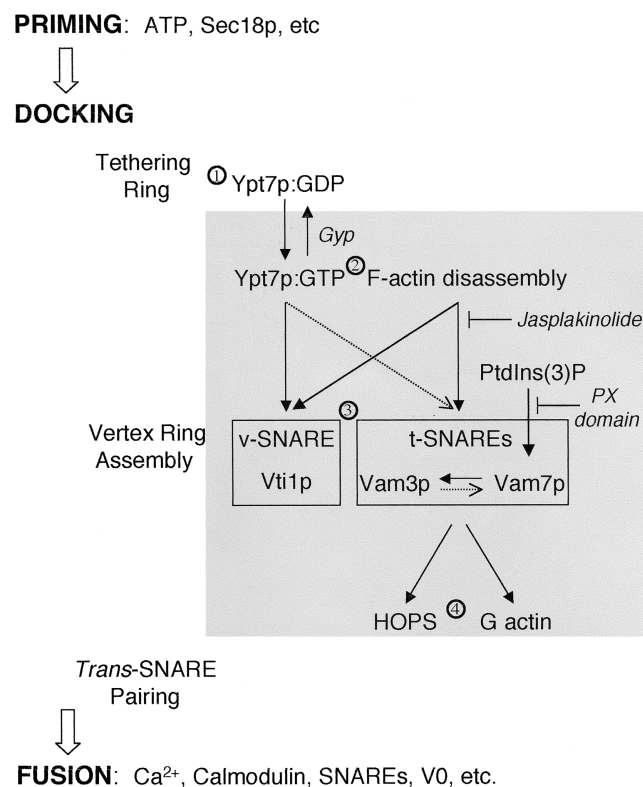 PRIMING: ATP, Sec18p, etc
DOCKING
Tethering
Ring
① Ypt7p:GDP
Gyp
Ypt7p:GTP ② F-actin disassembly
Jasplakinolide
PtdIns(3)P
PX
domain
Vertex Ring
Assembly
③
v-SNARE
Vti1p
t-SNAREs
Vam3p Vam7p
HOPS ④ G actin
Trans-SNARE
Pairing
FUSION: Ca²⁺, Calmodulin, SNAREs, V0, etc.